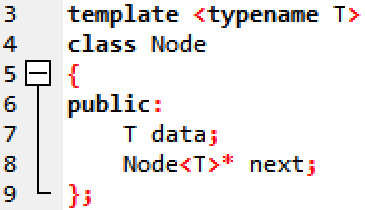 3 template <typename T>
4 class Node
5 {
6 public:
7     T data;
8     Node<T>* next;
9 };